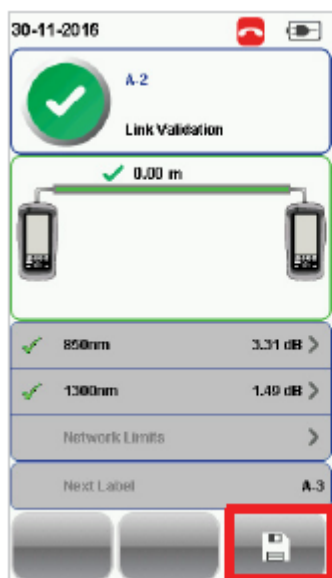 30-11-2016
A-2
Link Validation
0.00 m
850nm 3.31 dB
1300nm 1.49 dB
Network Limits
Next Label A-3